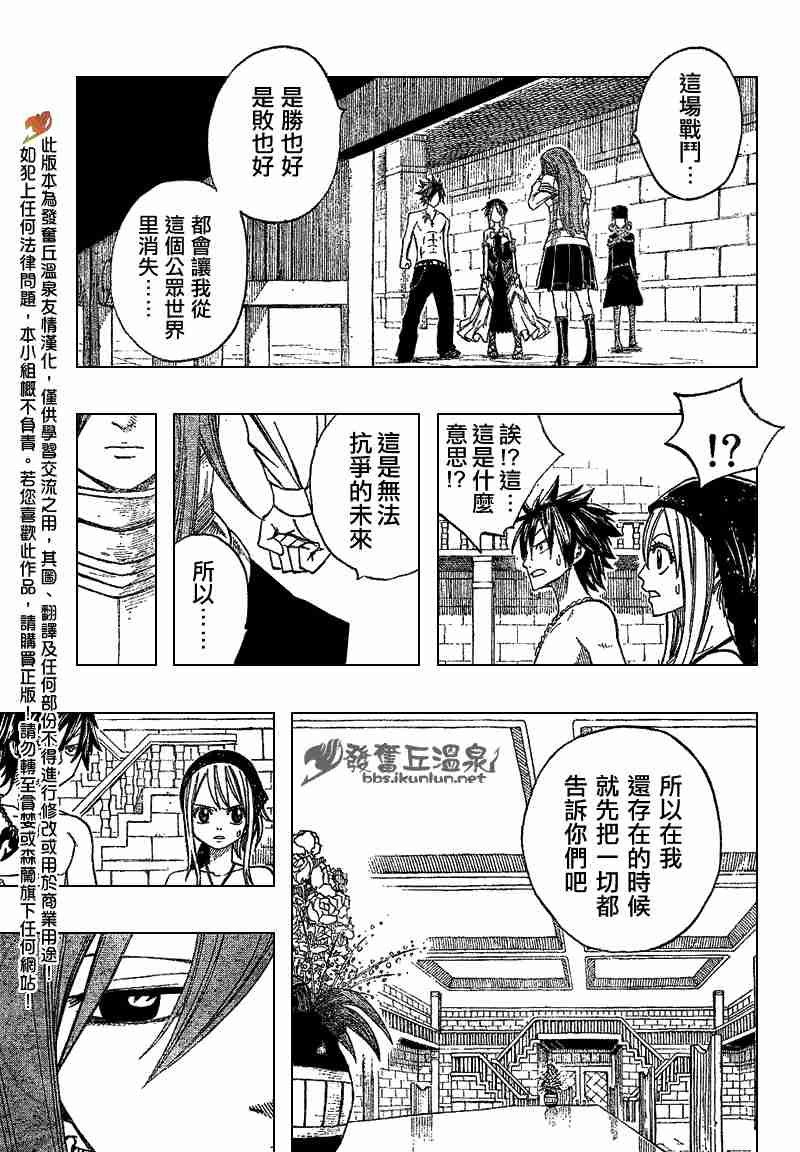 這場戰鬥…
是勝也好
是敗也好
都會讓我從
這個公眾世界
里消失……
!?
誒!?這…
這是什麼
意思!?
這是無法
抗爭的未來
所以……
所以在我
還存在的時候
就先把一切都
告訴你們吧
發奮丘溫泉
bbs.ikunlun.net
此版本為發奮丘溫泉友情漢化，僅供學習交流之用，其圖、翻譯及任何部份不得進行修改或用於商業用途！
如犯上任何法律問題，本小組概不負責。若您喜歡此作品，請購買正版！請勿轉至貪婪或森蘭旗下任何網站！